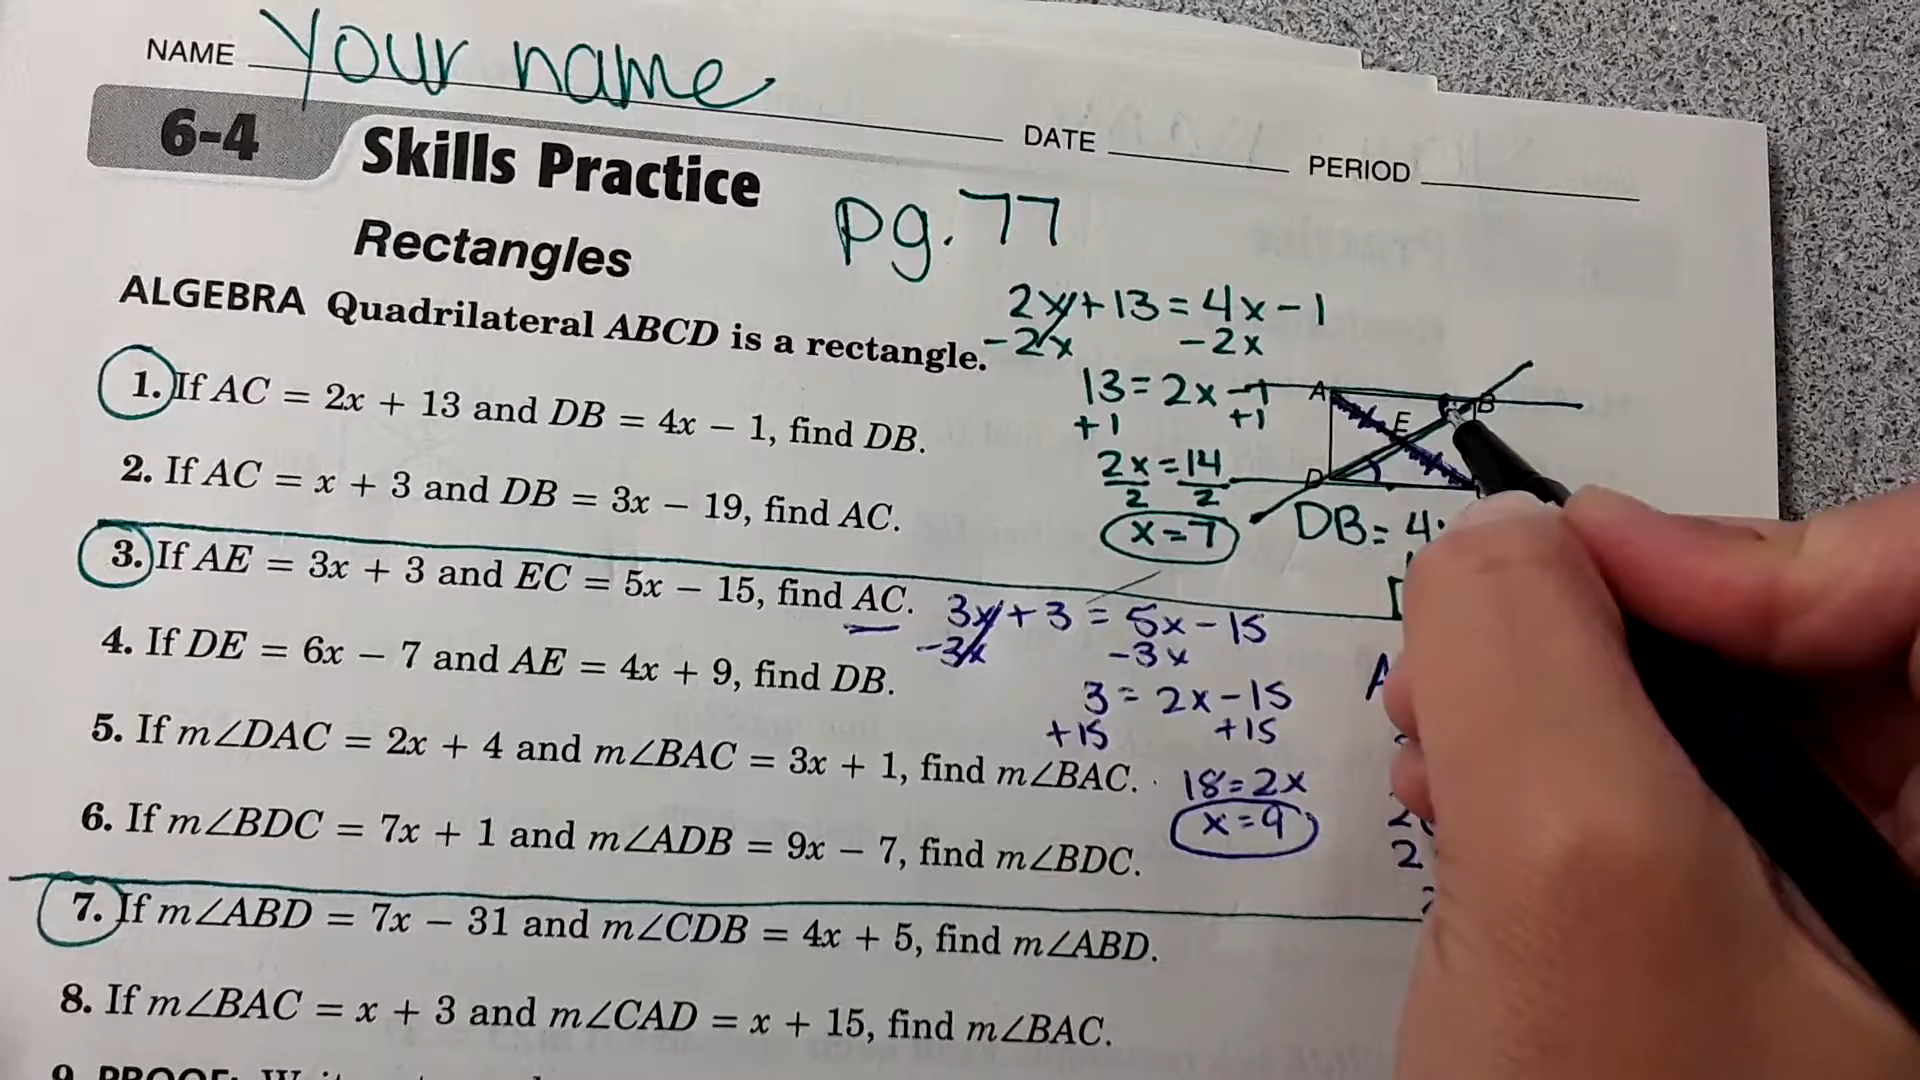 NAME Your name
DATE
PERIOD
6-4 Skills Practice
pg. 77
Rectangles
ALGEBRA Quadrilateral ABCD is a rectangle.
1. If AC = 2x + 13 and DB = 4x − 1, find DB.
2. If AC = x + 3 and DB = 3x − 19, find AC.
3. If AE = 3x + 3 and EC = 5x − 15, find AC.
4. If DE = 6x − 7 and AE = 4x + 9, find DB.
5. If m∠DAC = 2x + 4 and m∠BAC = 3x + 1, find m∠BAC.
6. If m∠BDC = 7x + 1 and m∠ADB = 9x − 7, find m∠BDC.
7. If m∠ABD = 7x − 31 and m∠CDB = 4x + 5, find m∠ABD.
8. If m∠BAC = x + 3 and m∠CAD = x + 15, find m∠BAC.
9. PROOF:
2x + 13 = 4x − 1
−2x −2x
13 = 2x − 1
+1 +1
2x = 14
2 2
x = 7
A B
E
D
DB = 4
3x + 3 = 5x − 15
−3x −3x
3 = 2x − 15
+15 +15
18 = 2x
x = 9
A
2
2